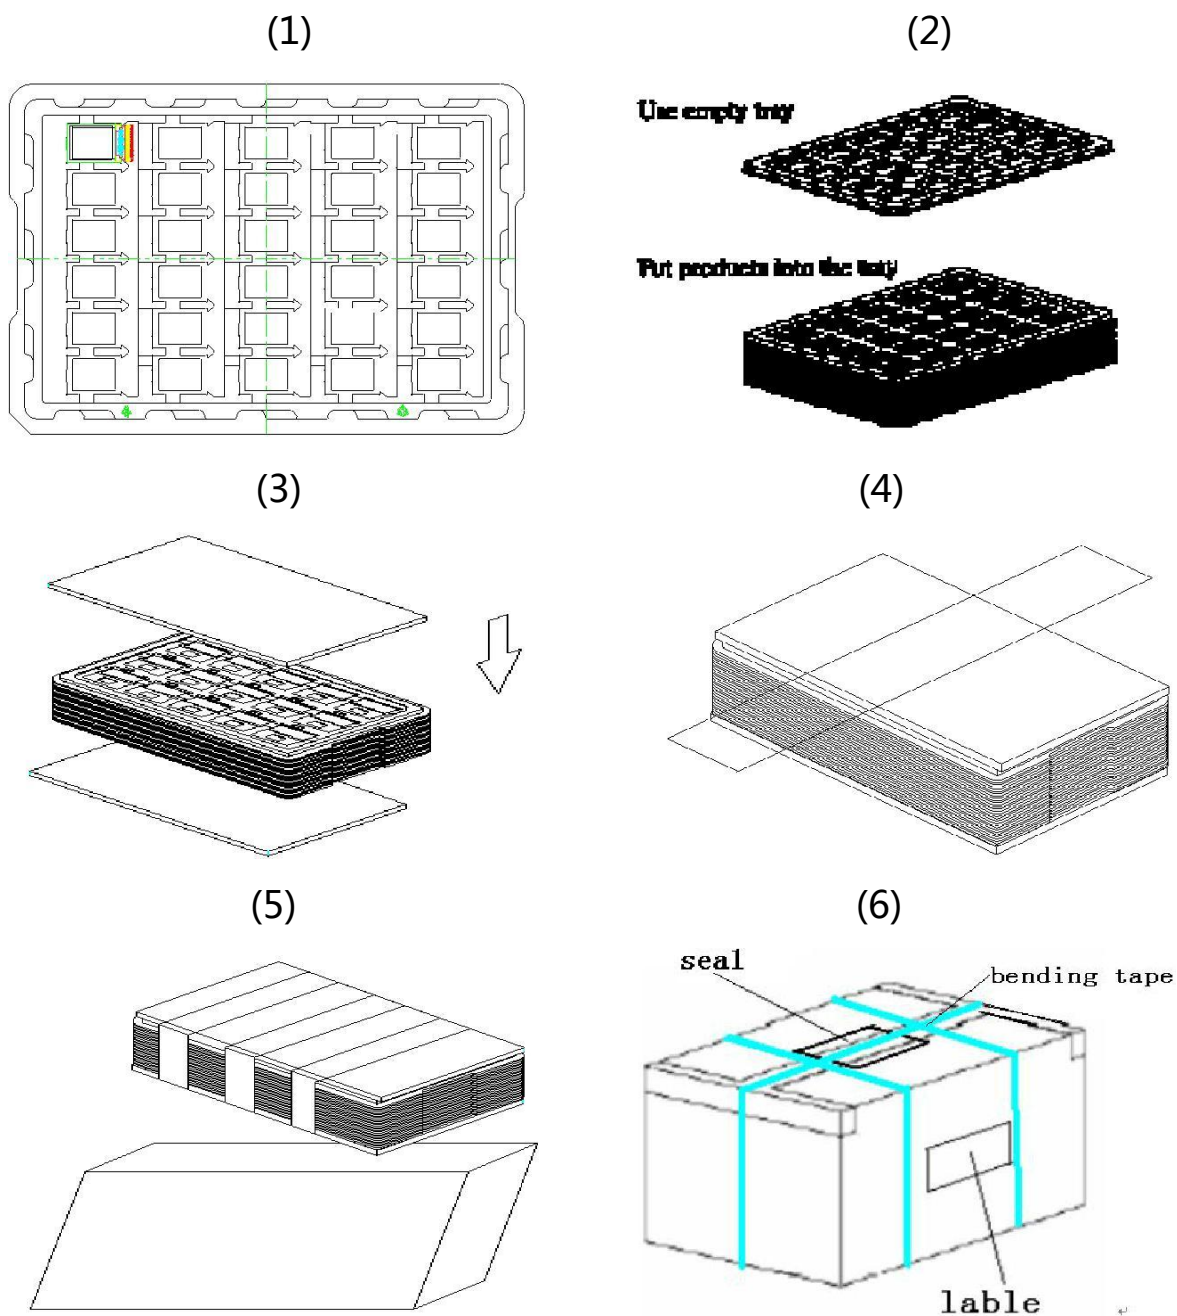 (1)
(2)
Use empty tray
Put products into the tray
(3)
(4)
(5)
(6)
seal
bending tape
lable